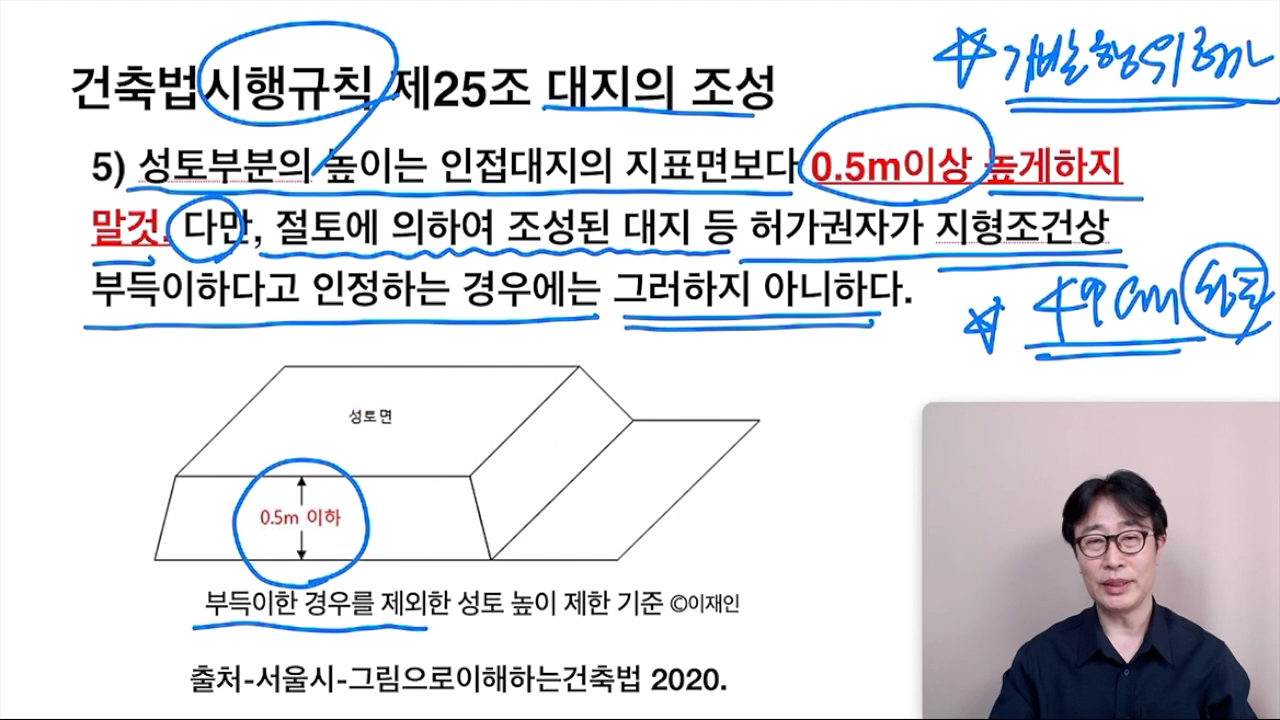 건축법시행규칙 제25조 대지의 조성
개발행위허가
5) 성토부분의 높이는 인접대지의 지표면보다 0.5m이상 높게하지
말것. 다만, 절토에 의하여 조성된 대지 등 허가권자가 지형조건상
부득이하다고 인정하는 경우에는 그러하지 아니하다.
49cm
성토면
0.5m 이하
부득이한 경우를 제외한 성토 높이 제한 기준 ©이재인
출처-서울시-그림으로이해하는건축법 2020.